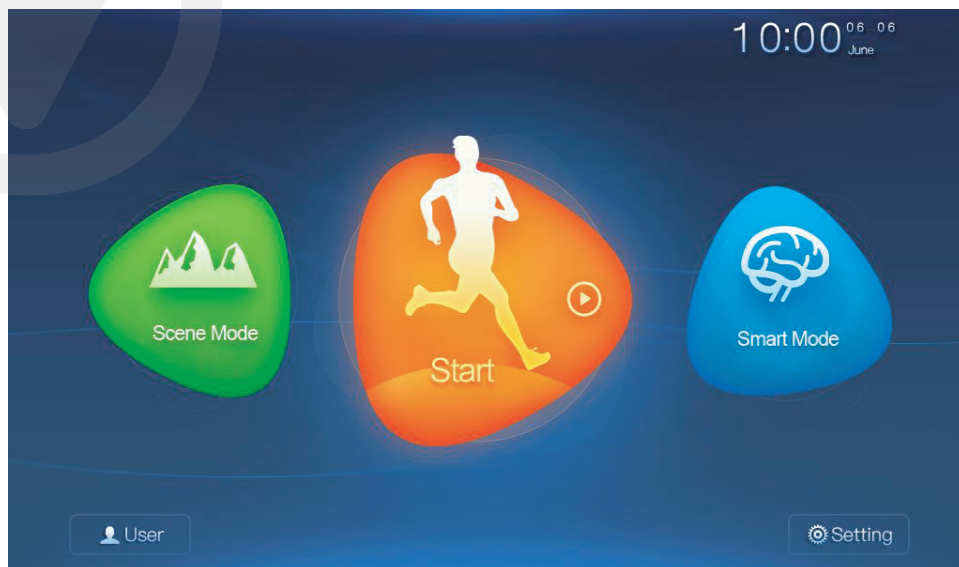 10:00 06 06
June
Scene Mode
Start
Smart Mode
User
Setting